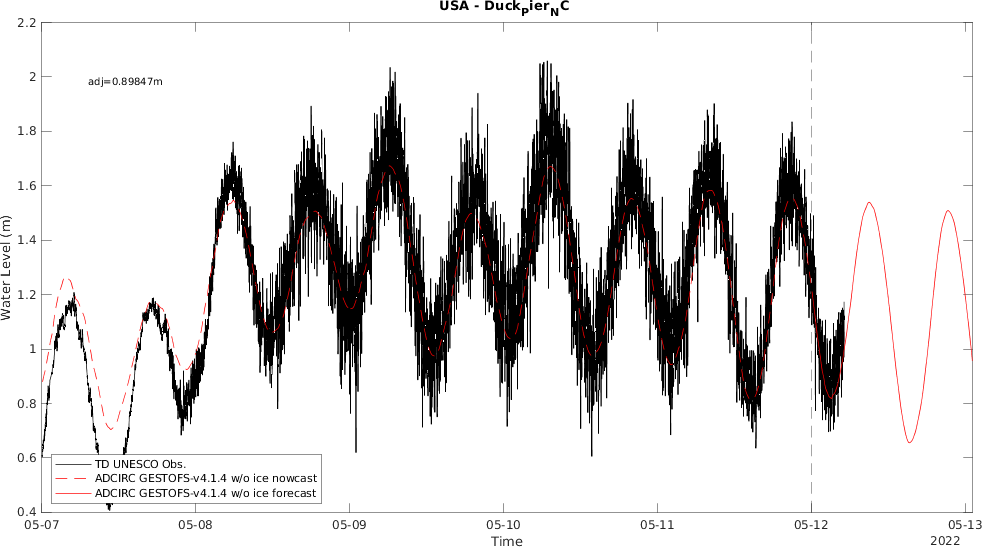 USA - Duck_Pier_NC
2.2
2
1.8
1.6
1.4
1.2
1
0.8
0.6
0.4
Water Level (m)
adj=0.89847m
TD UNESCO Obs.
ADCIRC GESTOFS-v4.1.4 w/o ice nowcast
ADCIRC GESTOFS-v4.1.4 w/o ice forecast
05-07 05-08 05-09 05-10 05-11 05-12 05-13
Time
2022